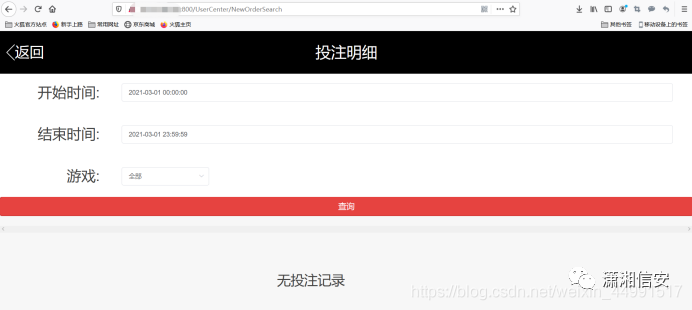 :800/UserCenter/NewOrderSearch
火狐官方站点 新手上路 常用网址 京东商城 火狐主页 其他书签 移动设备上的书签
返回 投注明细
开始时间: 2021-03-01 00:00:00
结束时间: 2021-03-01 23:59:59
游戏: 全部
查询
无投注记录
潇湘信安
https://blog.csdn.net/weixin_44991517